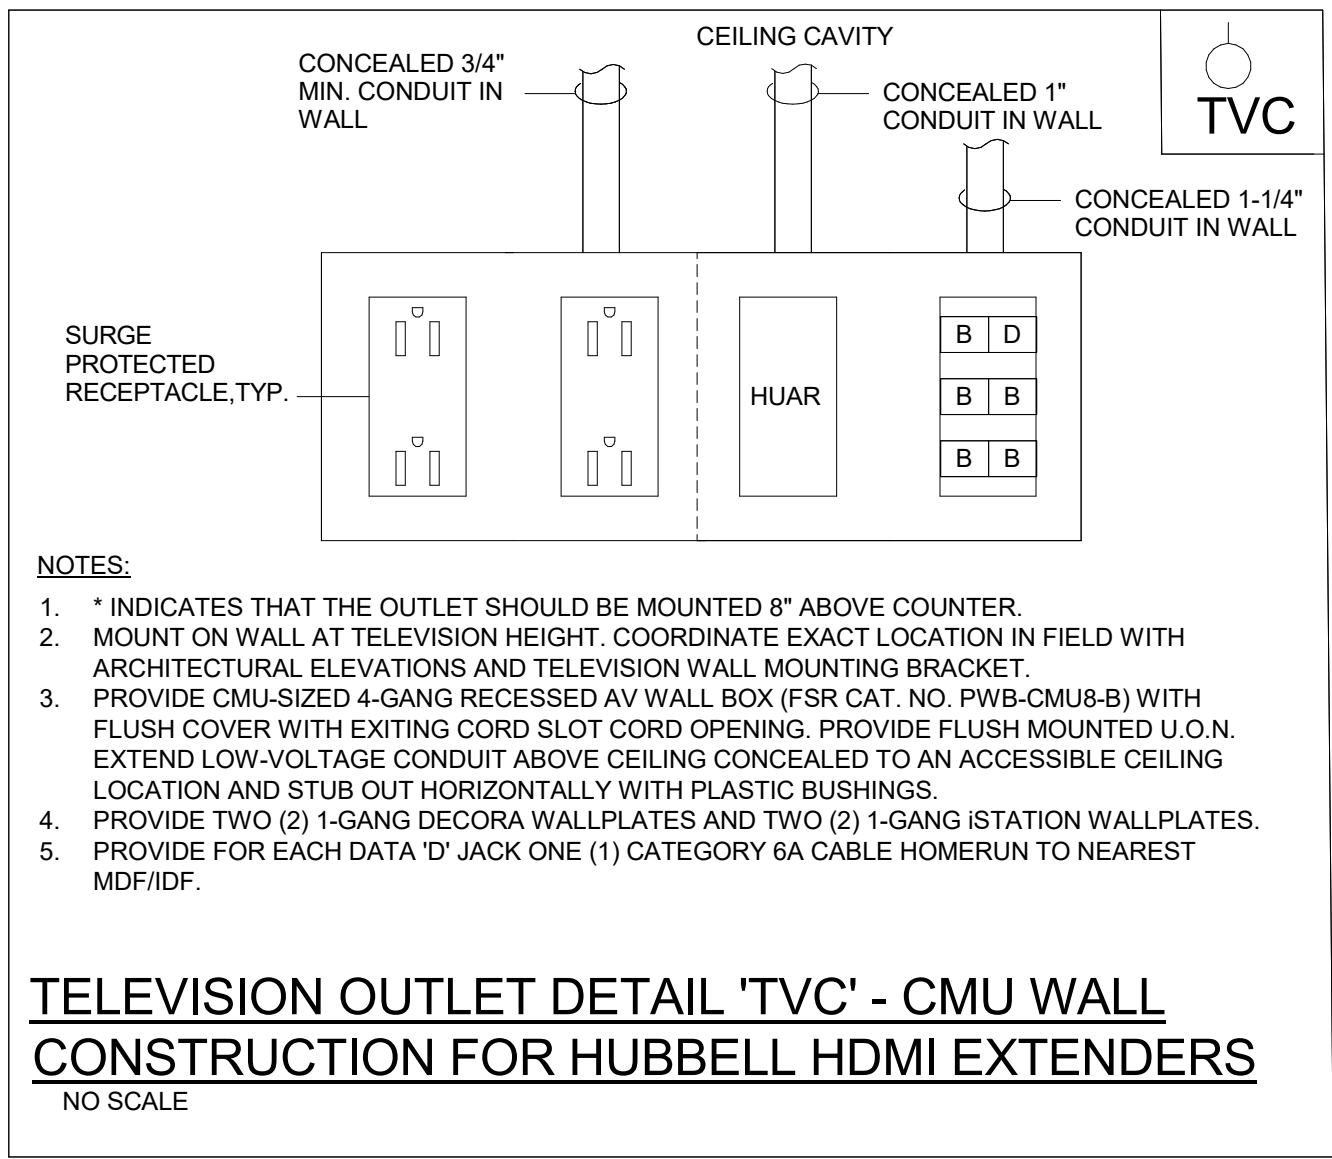 CEILING CAVITY
CONCEALED 3/4"
MIN. CONDUIT IN
WALL
CONCEALED 1"
CONDUIT IN WALL
TVC
CONCEALED 1-1/4"
CONDUIT IN WALL
SURGE
PROTECTED
RECEPTACLE,TYP.
HUAR
B D
B B
B B
NOTES:
1. * INDICATES THAT THE OUTLET SHOULD BE MOUNTED 8" ABOVE COUNTER.
2. MOUNT ON WALL AT TELEVISION HEIGHT. COORDINATE EXACT LOCATION IN FIELD WITH
ARCHITECTURAL ELEVATIONS AND TELEVISION WALL MOUNTING BRACKET.
3. PROVIDE CMU-SIZED 4-GANG RECESSED AV WALL BOX (FSR CAT. NO. PWB-CMU8-B) WITH
FLUSH COVER WITH EXITING CORD SLOT CORD OPENING. PROVIDE FLUSH MOUNTED U.O.N.
EXTEND LOW-VOLTAGE CONDUIT ABOVE CEILING CONCEALED TO AN ACCESSIBLE CEILING
LOCATION AND STUB OUT HORIZONTALLY WITH PLASTIC BUSHINGS.
4. PROVIDE TWO (2) 1-GANG DECORA WALLPLATES AND TWO (2) 1-GANG iSTATION WALLPLATES.
5. PROVIDE FOR EACH DATA 'D' JACK ONE (1) CATEGORY 6A CABLE HOMERUN TO NEAREST
MDF/IDF.
TELEVISION OUTLET DETAIL 'TVC' - CMU WALL
CONSTRUCTION FOR HUBBELL HDMI EXTENDERS
NO SCALE